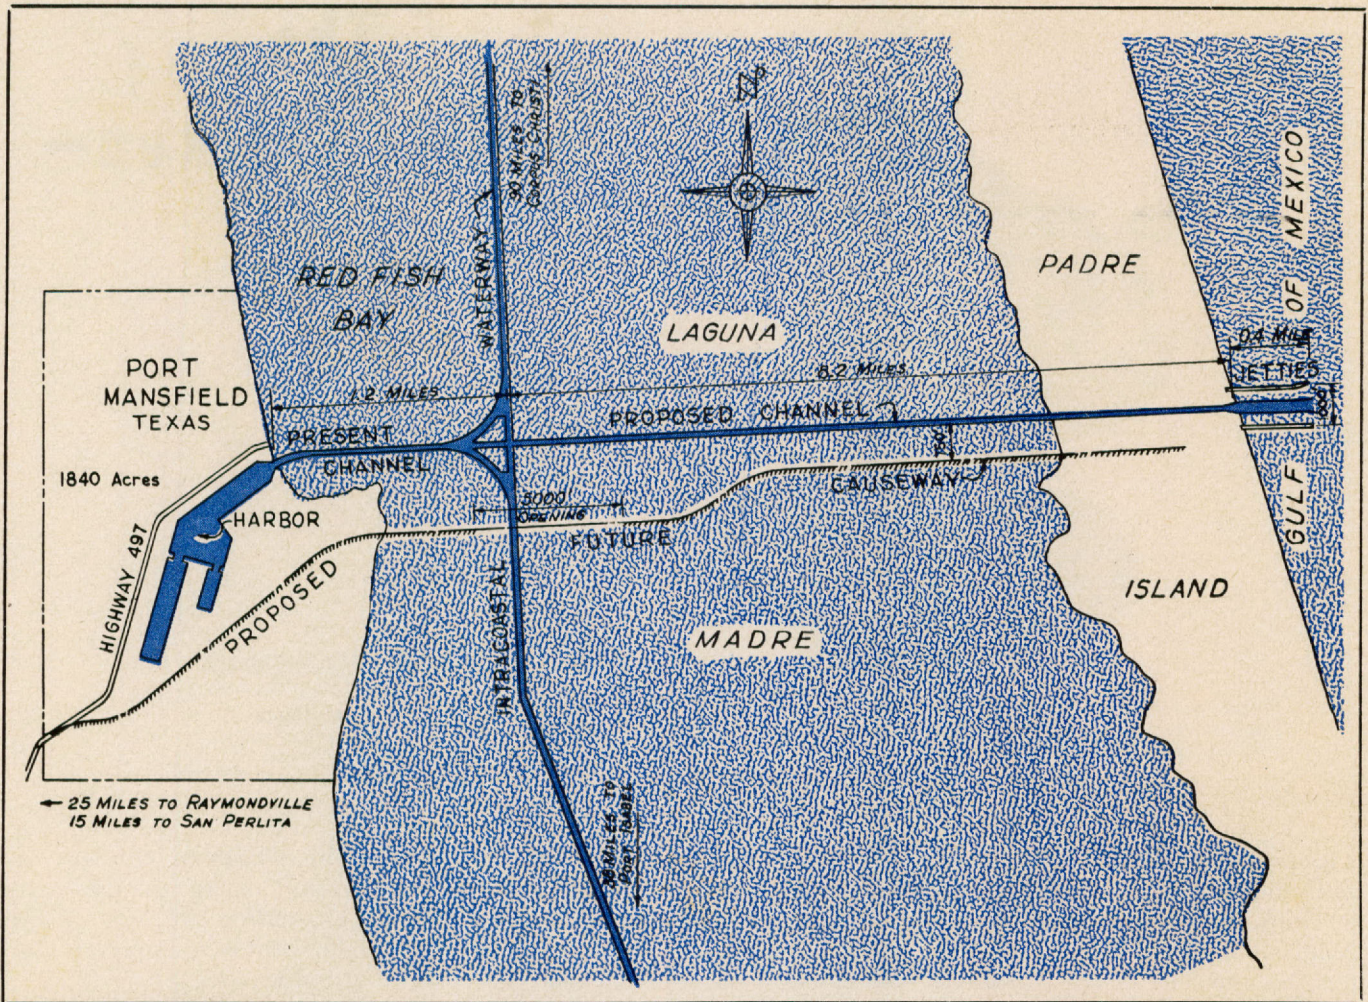 N
90 MILES TO
CORPUS CHRISTI
GULF OF MEXICO
RED FISH
BAY
WATERWAY
PADRE
LAGUNA
0.4 MILE
JETTIES
8.2 MILES
1.2 MILES
PORT
MANSFIELD
TEXAS
PROPOSED CHANNEL
PRESENT
CHANNEL
1840 Acres
CAUSEWAY
5000
OPENING
HARBOR
FUTURE
HIGHWAY 497
PROPOSED
INTRACOASTAL
ISLAND
MADRE
25 MILES TO RAYMONDVILLE
15 MILES TO SAN PERLITA
MILES TO
PORT ISABEL